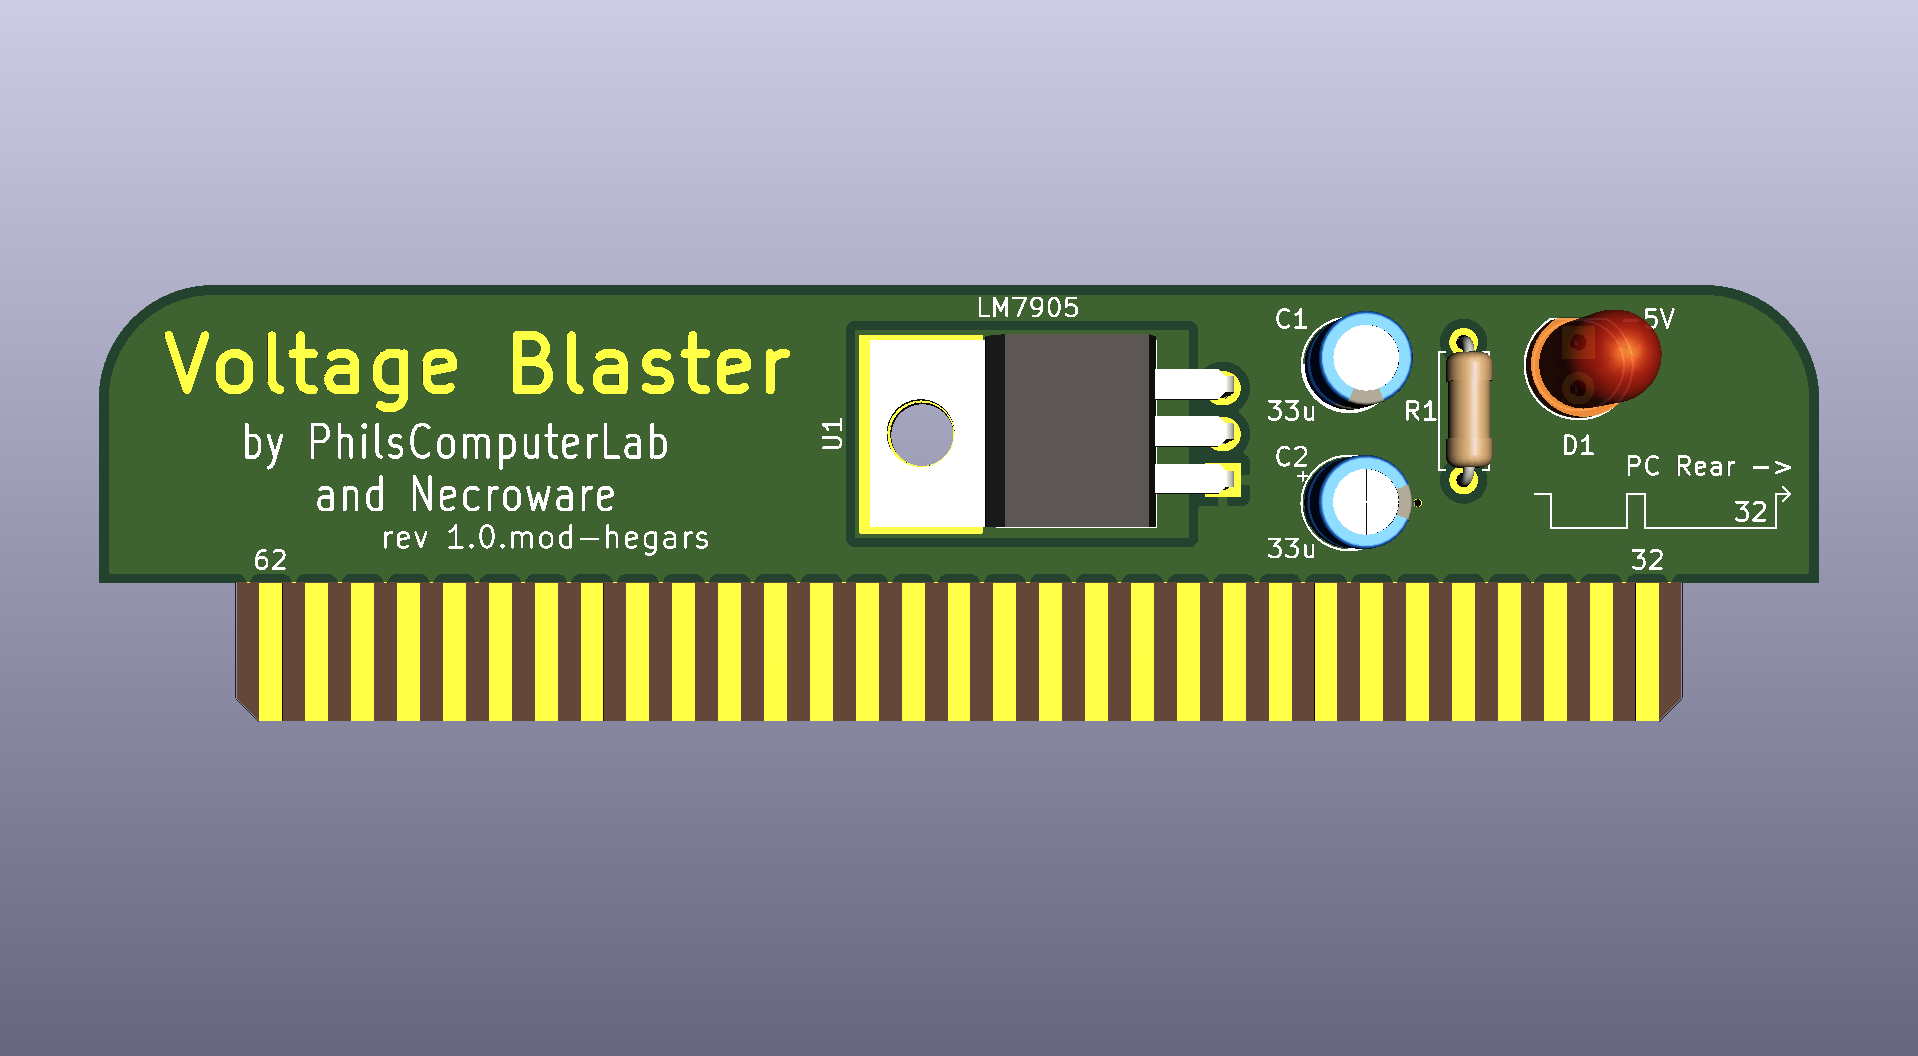 Voltage Blaster
by PhilsComputerLab
and Necroware
rev 1.0.mod-hegars
62
U1
LM7905
C1
33u
C2
+
33u
R1
5V
D1
PC Rear ->
32
32